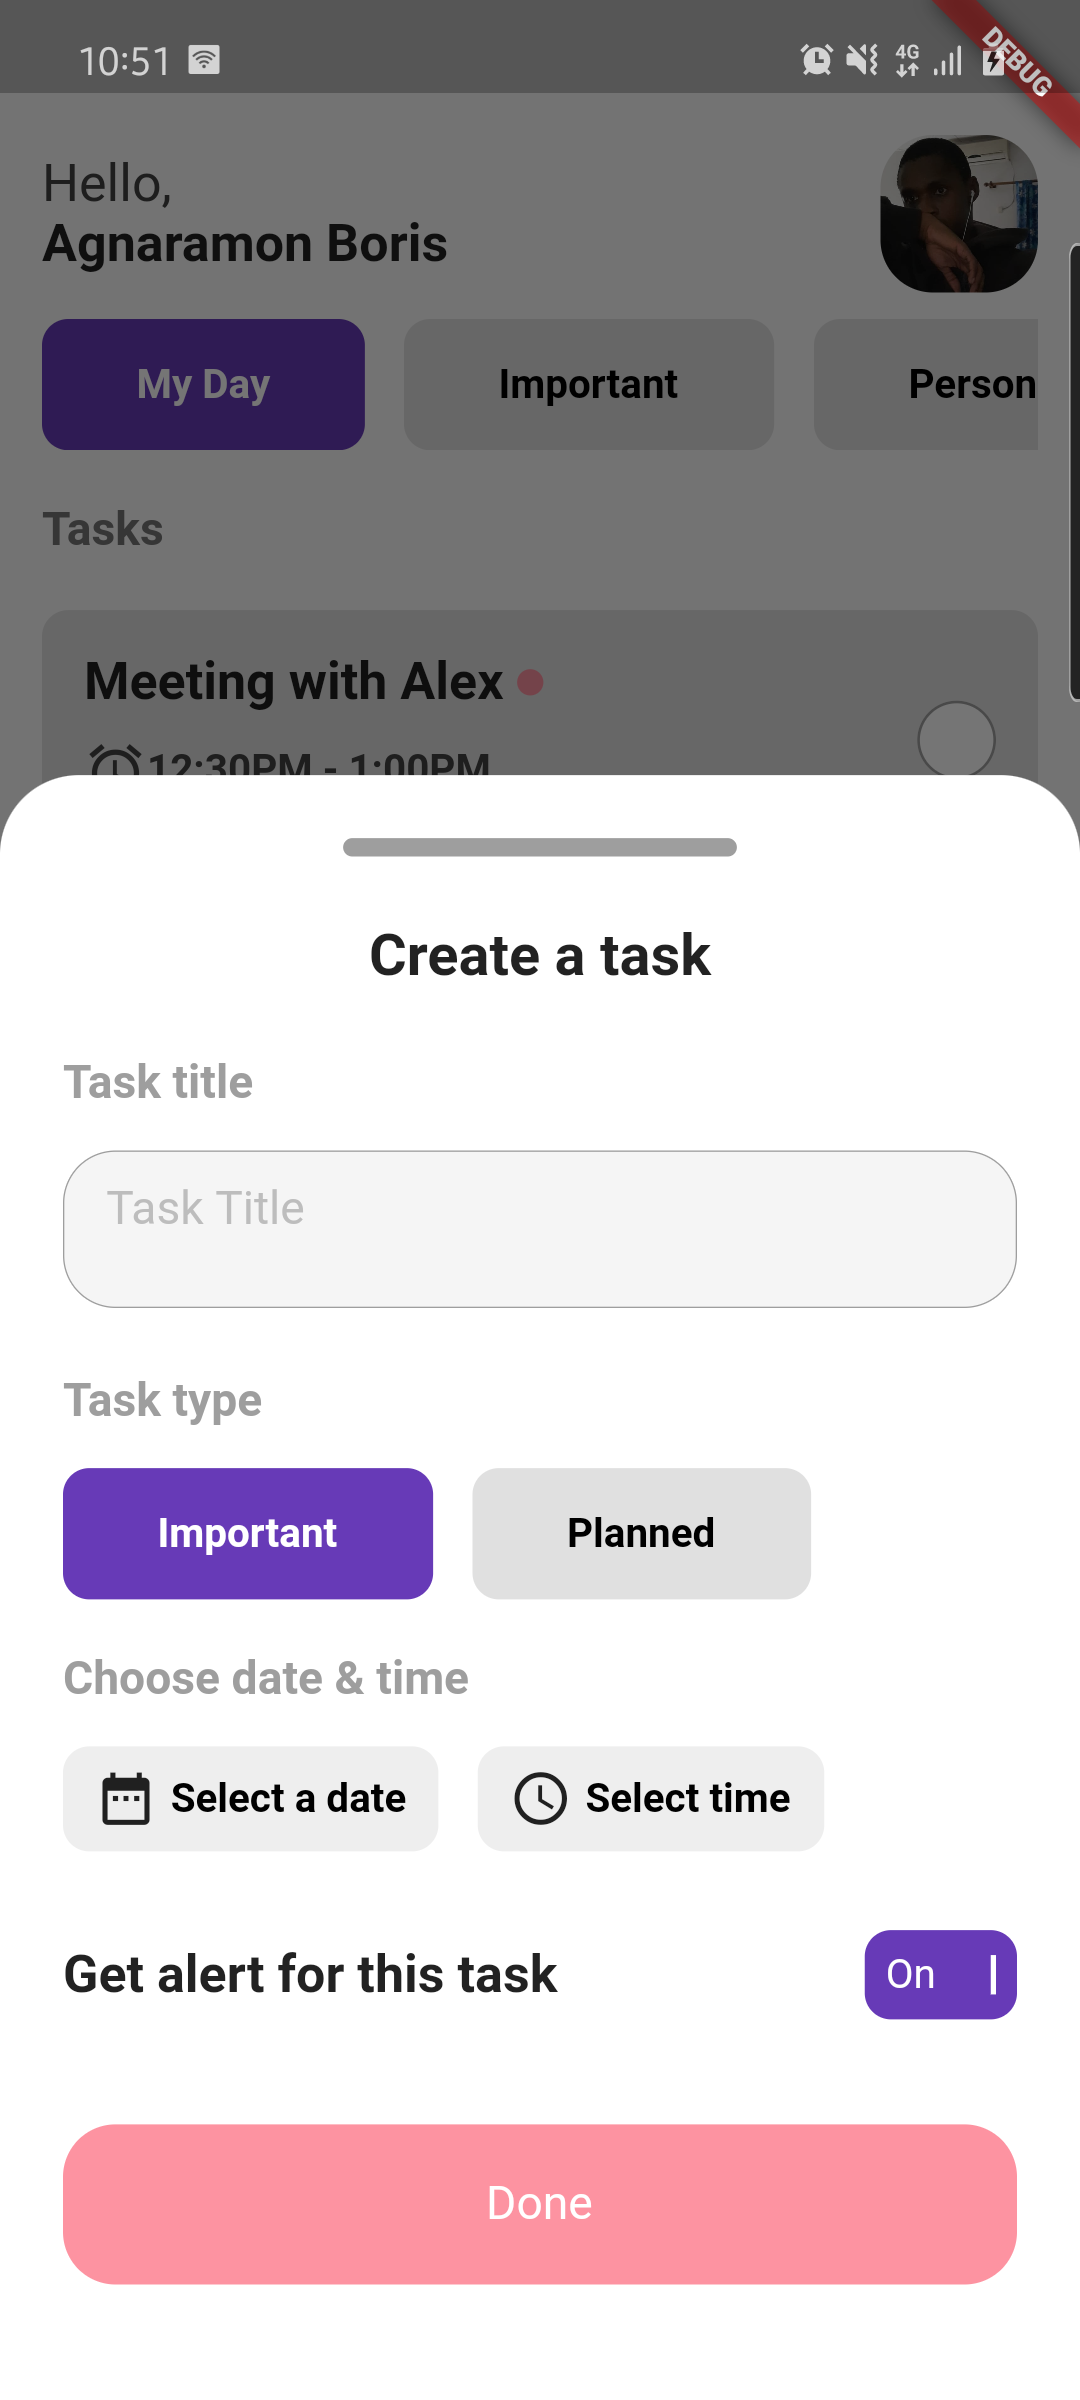 10:51
4G
DEBUG
Hello,
Agnaramon Boris
My Day
Important
Person
Tasks
Meeting with Alex
12:30PM - 1:00PM
Create a task
Task title
Task Title
Task type
Important
Planned
Choose date & time
Select a date
Select time
Get alert for this task
On
Done